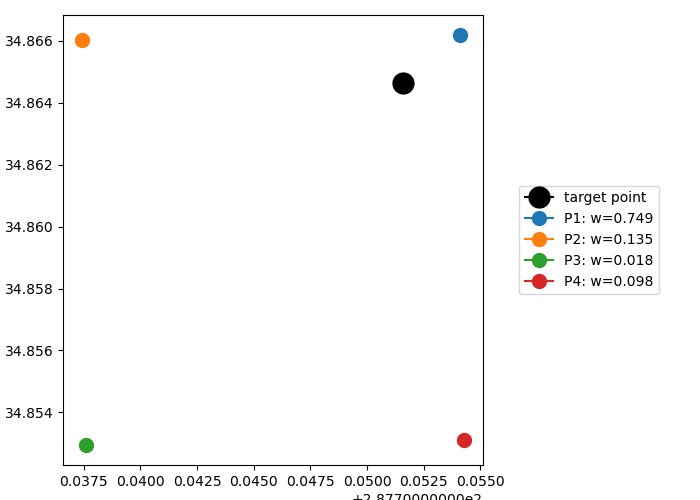 34.866
34.864
34.862
34.860
34.858
34.856
34.854
0.0375 0.0400 0.0425 0.0450 0.0475 0.0500 0.0525 0.0550
+2.8770000000e2
target point
P1: w=0.749
P2: w=0.135
P3: w=0.018
P4: w=0.098